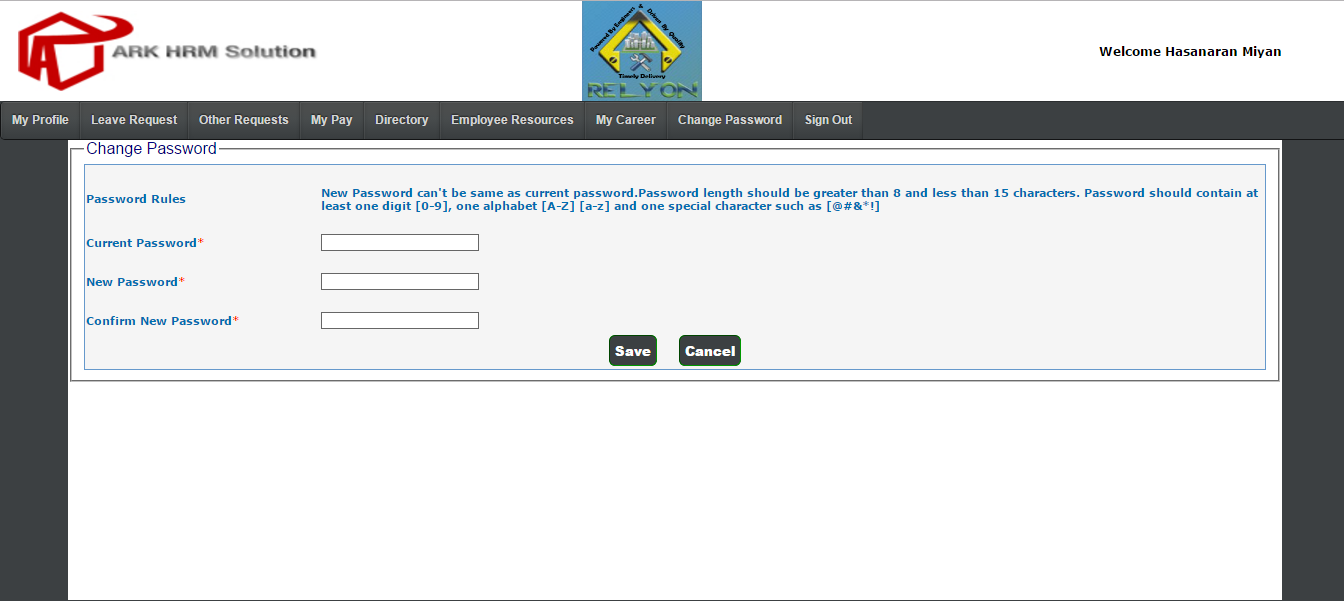 ARK HRM Solution
Powered By Engineers & Driven By Quality
Timely Delivery
RELYON
Welcome Hasanaran Miyan
My Profile Leave Request Other Requests My Pay Directory Employee Resources My Career Change Password Sign Out
Change Password
Password Rules
New Password can't be same as current password.Password length should be greater than 8 and less than 15 characters. Password should contain at
least one digit [0-9], one alphabet [A-Z] [a-z] and one special character such as [@#&*!]
Current Password*
New Password*
Confirm New Password*
Save Cancel